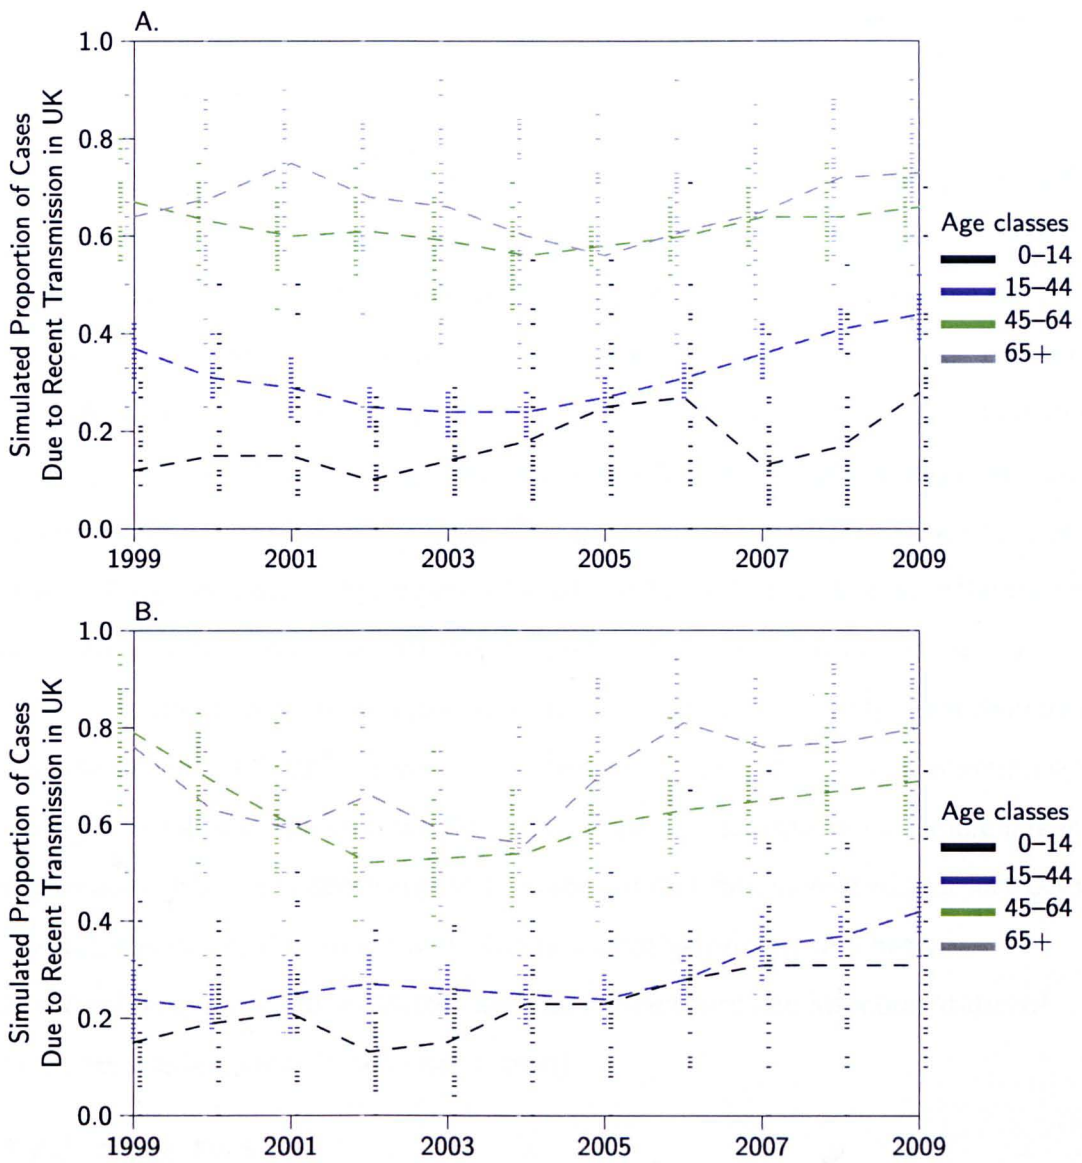 A.
Simulated Proportion of Cases
Due to Recent Transmission in UK
1.0
0.8
0.6
0.4
0.2
0.0
1999 2001 2003 2005 2007 2009
Age classes
0–14
15–44
45–64
65+
B.
Simulated Proportion of Cases
Due to Recent Transmission in UK
1.0
0.8
0.6
0.4
0.2
0.0
1999 2001 2003 2005 2007 2009
Age classes
0–14
15–44
45–64
65+